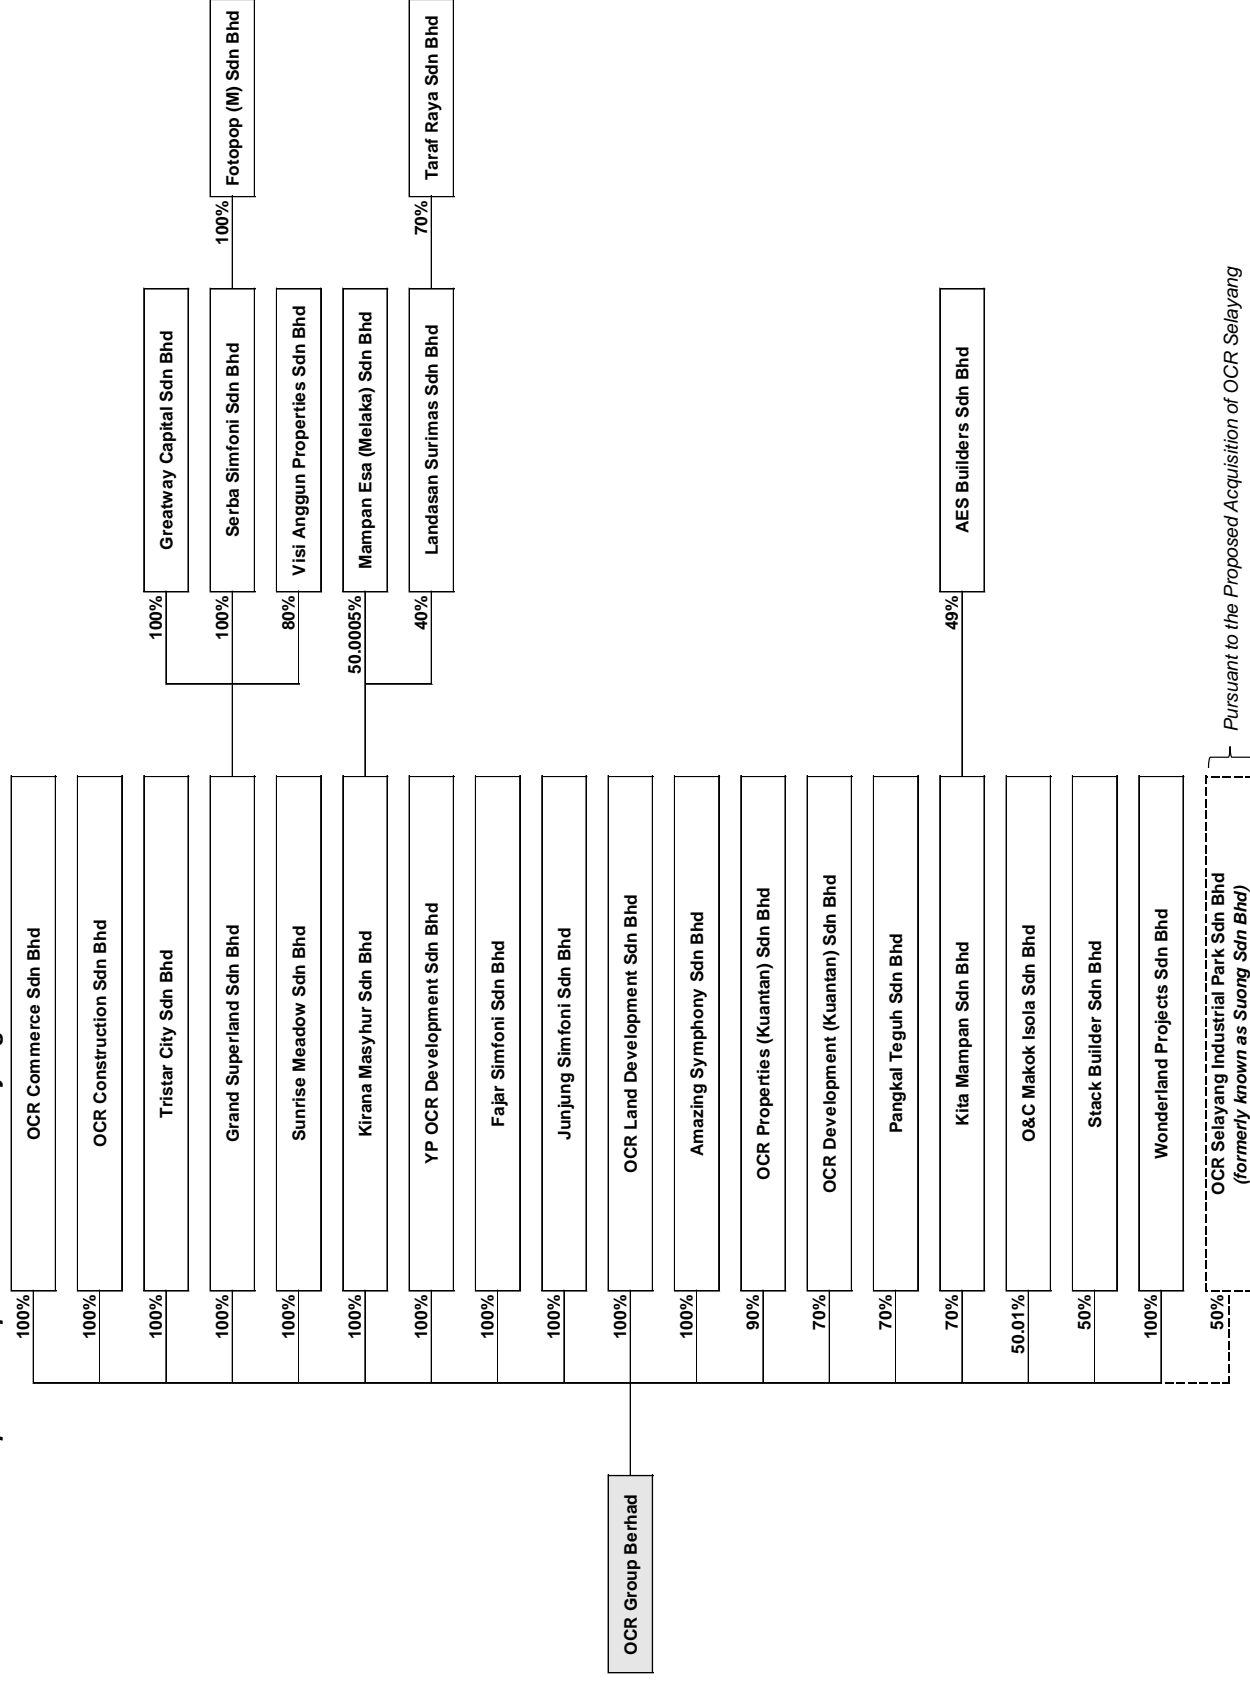 OCR Group Berhad
100%
OCR Commerce Sdn Bhd
100%
OCR Construction Sdn Bhd
100%
Tristar City Sdn Bhd
100%
Grand Superland Sdn Bhd
100%
Greatway Capital Sdn Bhd
100%
Serba Simfoni Sdn Bhd
100%
Fotopop (M) Sdn Bhd
80%
Visi Anggun Properties Sdn Bhd
100%
Sunrise Meadow Sdn Bhd
100%
Kirana Masyhur Sdn Bhd
50.0005%
Mampan Esa (Melaka) Sdn Bhd
40%
Landasan Surimas Sdn Bhd
70%
Taraf Raya Sdn Bhd
100%
YP OCR Development Sdn Bhd
100%
Fajar Simfoni Sdn Bhd
100%
Junjung Simfoni Sdn Bhd
100%
OCR Land Development Sdn Bhd
100%
Amazing Symphony Sdn Bhd
90%
OCR Properties (Kuantan) Sdn Bhd
70%
OCR Development (Kuantan) Sdn Bhd
70%
Pangkal Teguh Sdn Bhd
70%
Kita Mampan Sdn Bhd
49%
AES Builders Sdn Bhd
50.01%
O&C Makok Isola Sdn Bhd
50%
Stack Builder Sdn Bhd
100%
Wonderland Projects Sdn Bhd
50%
OCR Selayang Industrial Park Sdn Bhd
(formerly known as Suong Sdn Bhd)
Pursuant to the Proposed Acquisition of OCR Selayang